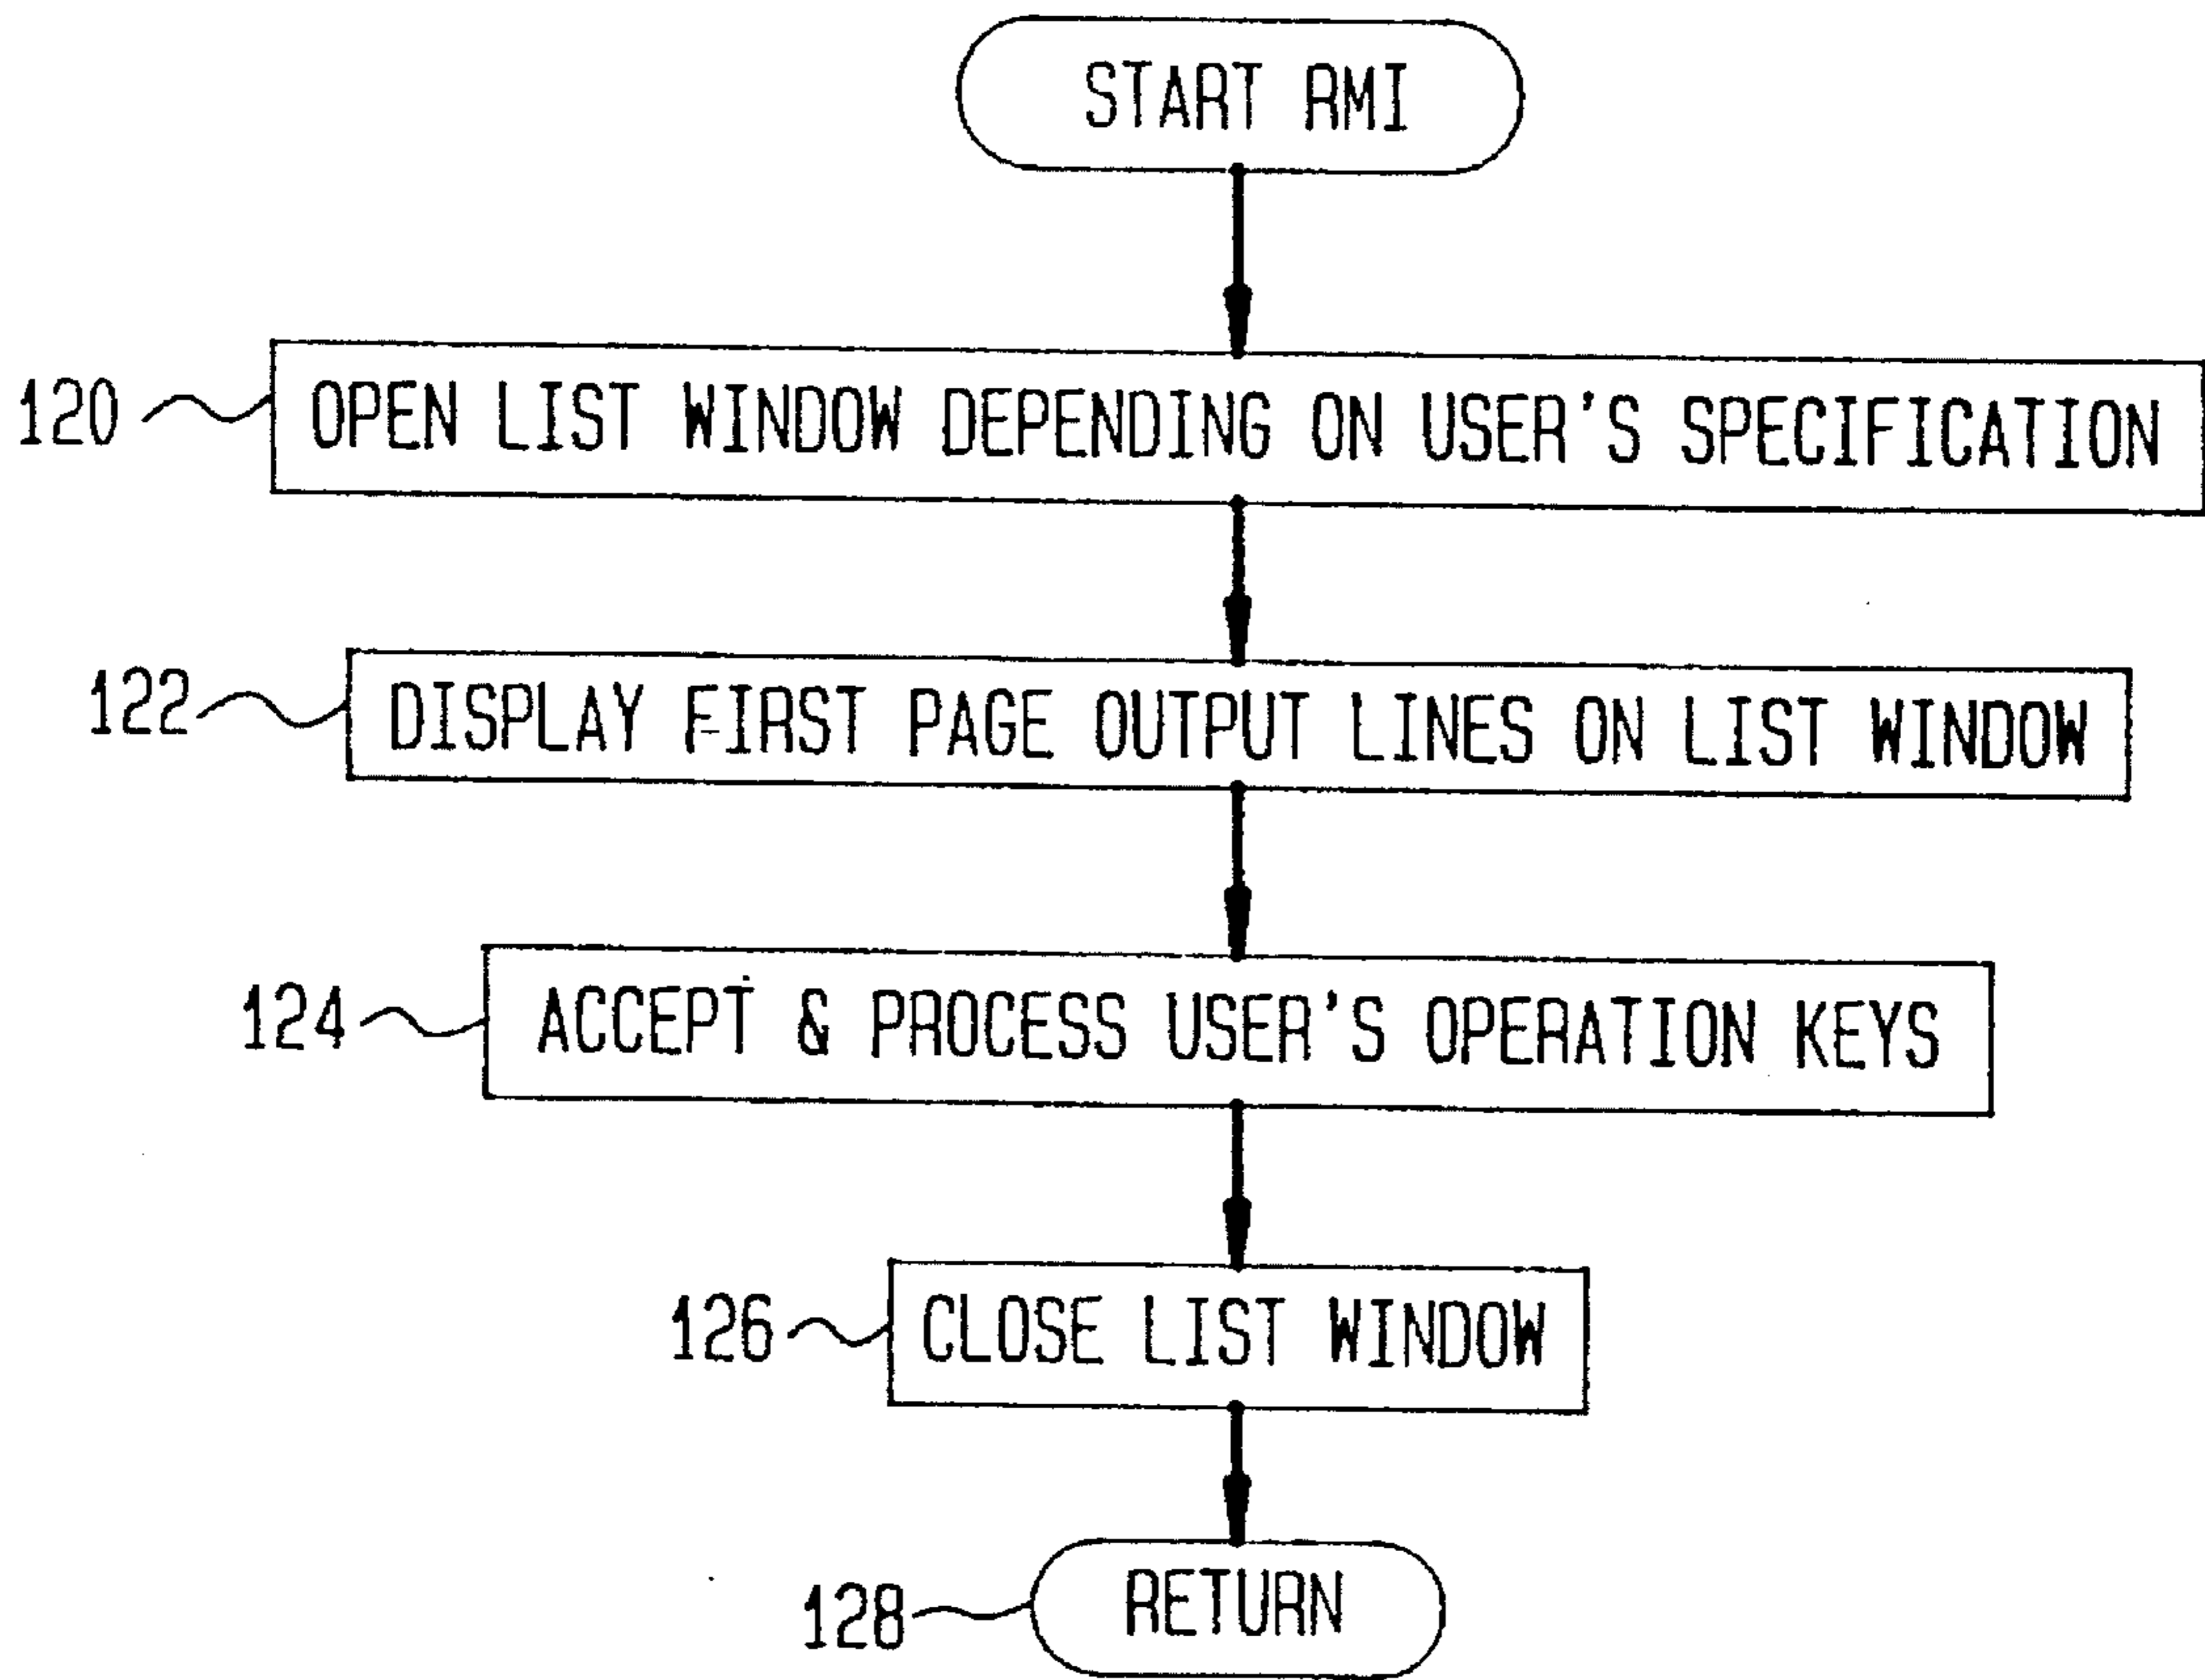 START RMI
120 OPEN LIST WINDOW DEPENDING ON USER'S SPECIFICATION
122 DISPLAY FIRST PAGE OUTPUT LINES ON LIST WINDOW
124 ACCEPT & PROCESS USER'S OPERATION KEYS
126 CLOSE LIST WINDOW
128 RETURN